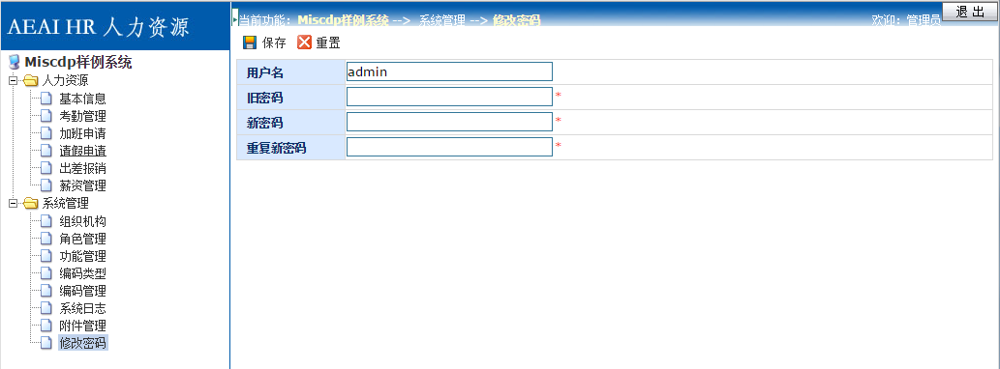 AEAI HR 人力资源
当前功能：Miscdp样例系统 --> 系统管理 --> 修改密码
欢迎：管理员
退 出
保存 重置
Miscdp样例系统
人力资源
基本信息
考勤管理
加班申请
请假申请
出差报销
薪资管理
系统管理
组织机构
角色管理
功能管理
编码类型
编码管理
系统日志
附件管理
修改密码
用户名 admin
旧密码 *
新密码 *
重复新密码 *